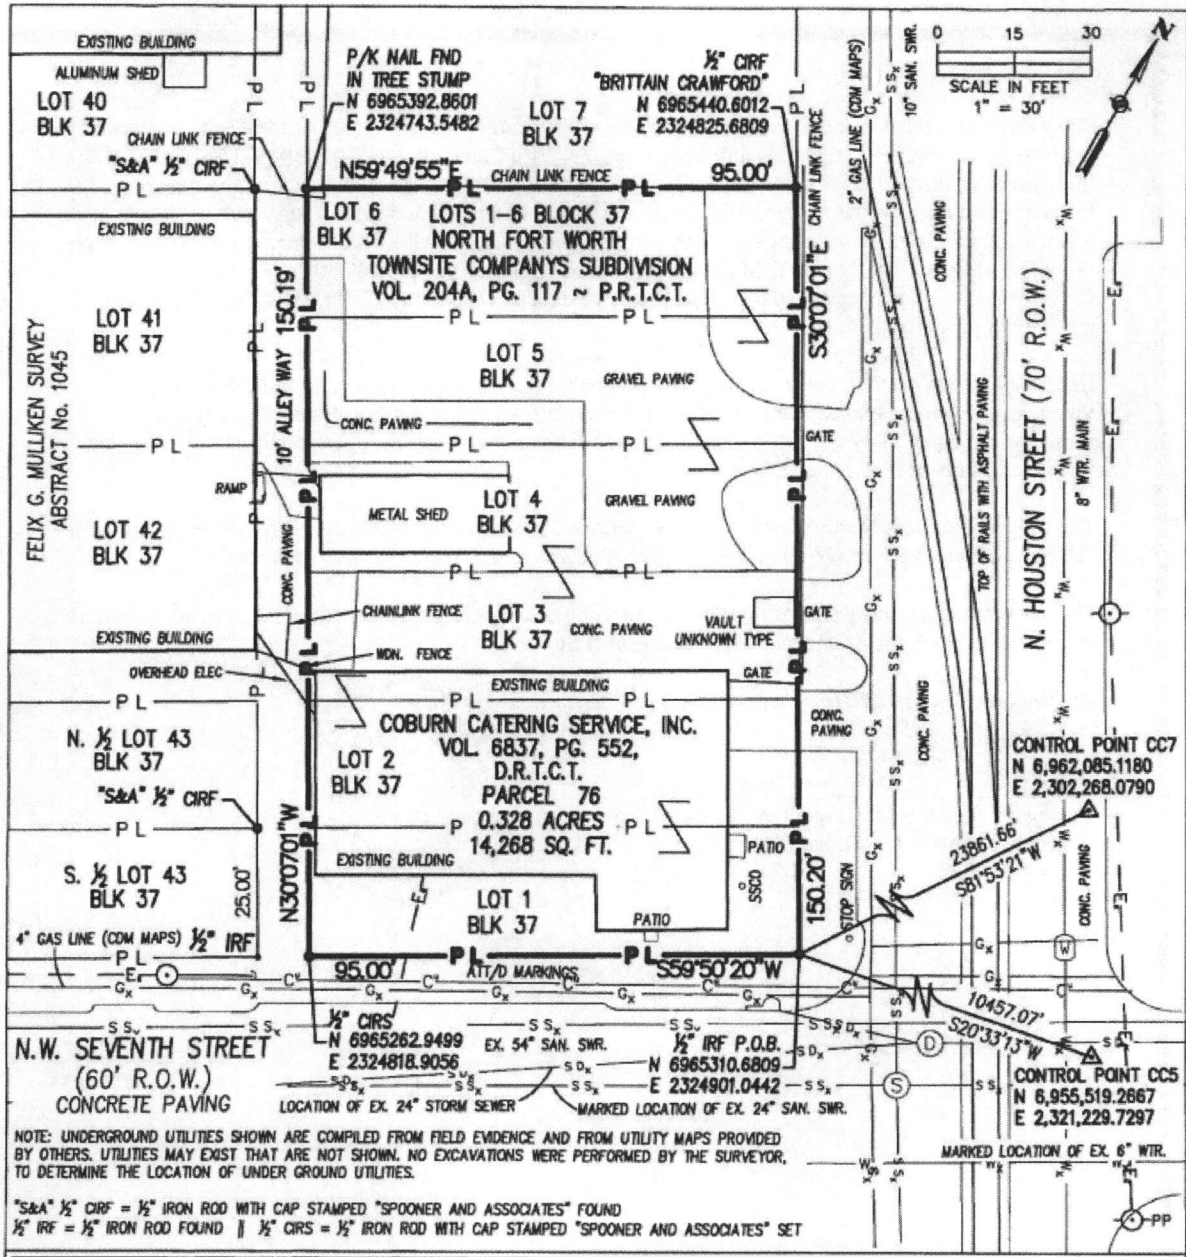 EXISTING BUILDING
ALUMINUM SHED
LOT 40
BLK 37
CHAIN LINK FENCE
"S&A" ½" CIRF
P L
EXISTING BUILDING
P/K NAIL FND
IN TREE STUMP
N 6965392.8601
E 2324743.5482
LOT 7
BLK 37
½" CIRF
"BRITTAIN CRAWFORD"
N 6965440.6012
E 2324825.6809
0 15 30
SCALE IN FEET
1" = 30'
N
2" GAS LINE (COM MAPS)
10" SAN. SWR.
CHAIN LINK FENCE
N59°49'55"E
PL
CHAIN LINK FENCE
PL
95.00'
LOT 6
BLK 37
LOTS 1-6 BLOCK 37
NORTH FORT WORTH
TOWNSITE COMPANYS SUBDIVISION
VOL. 204A, PG. 117 ~ P.R.T.C.T.
150.19'
10' ALLEY WAY
S30°07'01"E
CONC. PAVING
FELIX G. MULLIKEN SURVEY
ABSTRACT No. 1045
LOT 41
BLK 37
P L
P L
LOT 5
BLK 37
GRAVEL PAVING
CONC. PAVING
P L
P L
P L
GATE
RAMP
METAL SHED
LOT 4
BLK 37
GRAVEL PAVING
LOT 42
BLK 37
CONC. PAVING
P L
P L
CHAINLINK FENCE
LOT 3
BLK 37
CONC. PAVING
VAULT
UNKNOWN TYPE
GATE
EXISTING BUILDING
WDN. FENCE
OVERHEAD ELEC
EXISTING BUILDING
GATE
P L
P L
P L
TOP OF RAILS WITH ASPHALT PAVING
N. HOUSTON STREET (70' R.O.W.)
8" WTR. MAIN
COBURN CATERING SERVICE, INC.
VOL. 6837, PG. 552,
D.R.T.C.T.
PARCEL 76
0.328 ACRES
14,268 SQ. FT.
CONC.
PAVING
CONC. PAVING
N. ½ LOT 43
BLK 37
LOT 2
BLK 37
"S&A" ½" CIRF
P L
P
P L
CONTROL POINT CC7
N 6,962,085.1180
E 2,302,268.0790
23861.66'
S81°53'21"W
CONC. PAVING
S. ½ LOT 43
BLK 37
25.00'
N30°07'01"W
EXISTING BUILDING
LOT 1
BLK 37
PATIO
PATIO
SSCO
150.20'
STOP SIGN
4" GAS LINE (COM MAPS)
½" IRF
P L
95.00'
PL
ATT/D MARKINGS
PL
S59°50'20"W
W
10457.07'
S20°33'13"W
½" CIRS
N 6965262.9499
E 2324818.9056
EX. 54" SAN. SWR.
½" IRF P.O.B.
N 6965310.6809
E 2324901.0442
D
S
CONTROL POINT CC5
N 6,955,519.2667
E 2,321,229.7297
N.W. SEVENTH STREET
(60' R.O.W.)
CONCRETE PAVING
LOCATION OF EX. 24" STORM SEWER
MARKED LOCATION OF EX. 24" SAN. SWR.
MARKED LOCATION OF EX. 6" WTR.
NOTE: UNDERGROUND UTILITIES SHOWN ARE COMPILED FROM FIELD EVIDENCE AND FROM UTILITY MAPS PROVIDED
BY OTHERS. UTILITIES MAY EXIST THAT ARE NOT SHOWN. NO EXCAVATIONS WERE PERFORMED BY THE SURVEYOR,
TO DETERMINE THE LOCATION OF UNDER GROUND UTILITIES.
"S&A" ½" CIRF = ½" IRON ROD WITH CAP STAMPED "SPOONER AND ASSOCIATES" FOUND
½" IRF = ½" IRON ROD FOUND || ½" CIRS = ½" IRON ROD WITH CAP STAMPED "SPOONER AND ASSOCIATES" SET
PP